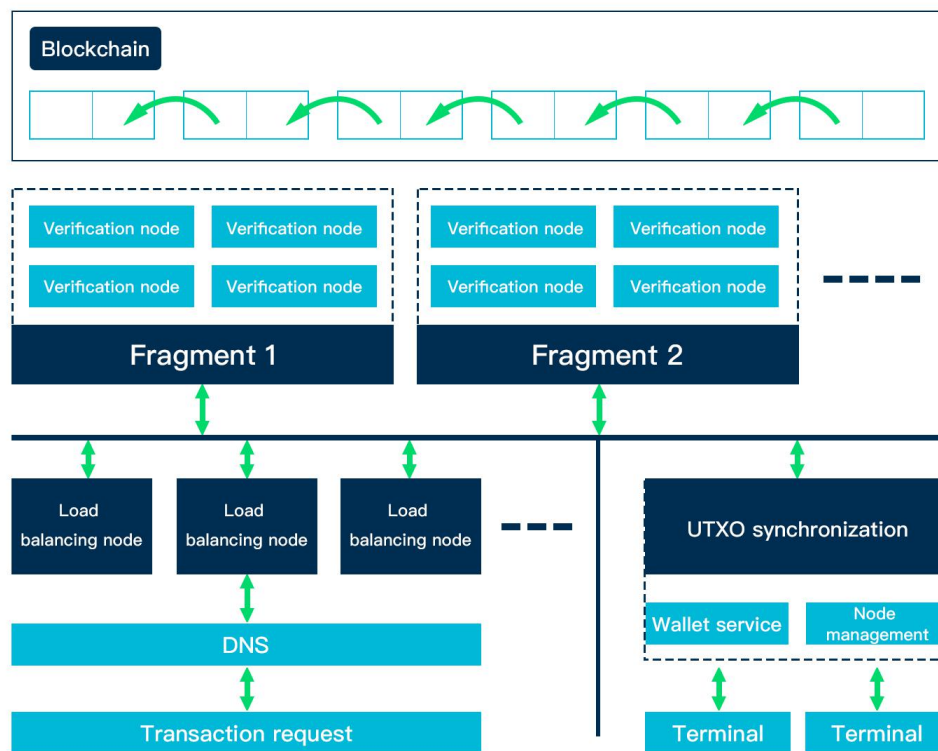 Blockchain
Verification node
Verification node
Verification node
Verification node
Verification node
Verification node
Verification node
Verification node
Fragment 1
Fragment 2
Load
balancing node
Load
balancing node
Load
balancing node
UTXO synchronization
Wallet service
Node
management
DNS
Transaction request
Terminal
Terminal